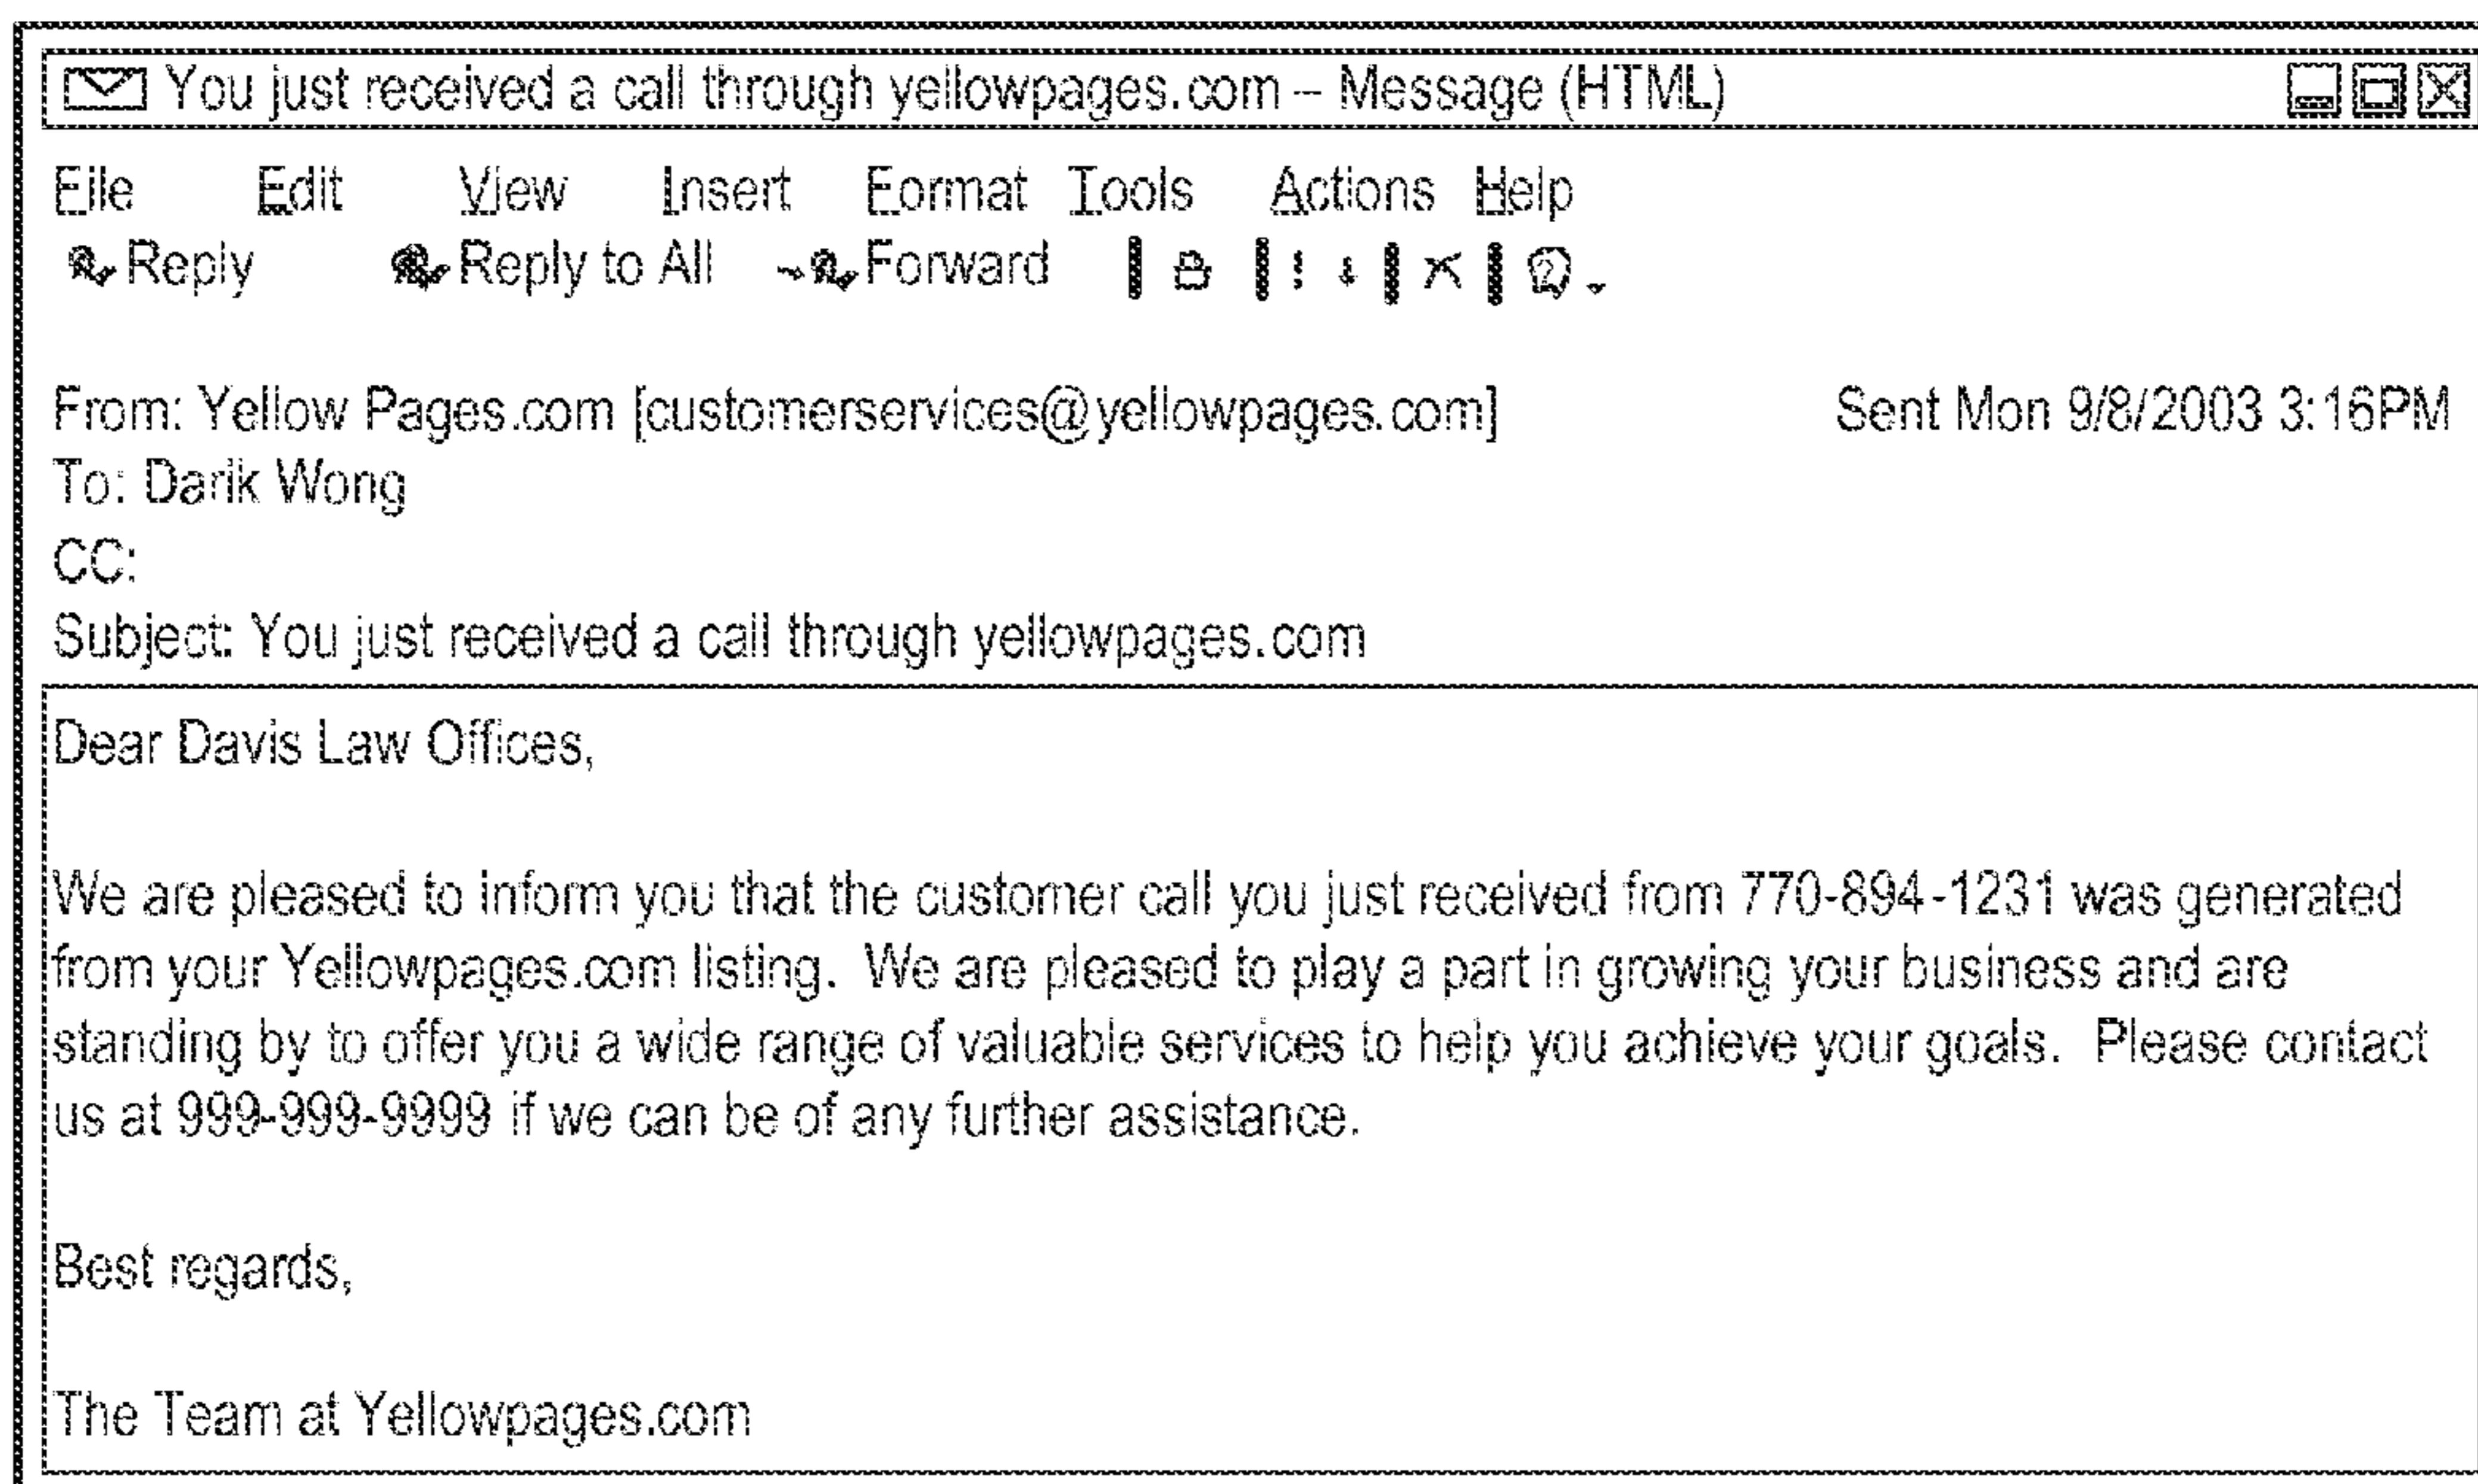 You just received a call through yellowpages.com – Message (HTML)
File Edit View Insert Format Tools Actions Help
Reply Reply to All Forward
From: Yellow Pages.com [customerservices@yellowpages.com] Sent Mon 9/8/2003 3:16PM
To: Darik Wong
CC:
Subject: You just received a call through yellowpages.com
Dear Davis Law Offices,
We are pleased to inform you that the customer call you just received from 770-894-1231 was generated
from your Yellowpages.com listing. We are pleased to play a part in growing your business and are
standing by to offer you a wide range of valuable services to help you achieve your goals. Please contact
us at 999-999-9999 if we can be of any further assistance.
Best regards,
The Team at Yellowpages.com